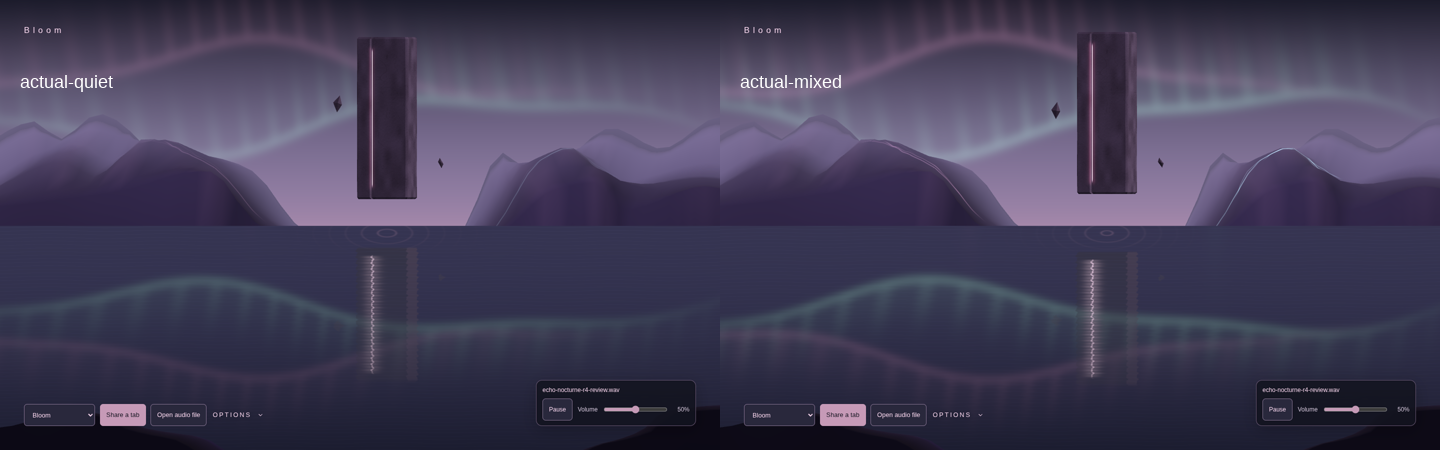 Bloom
actual-quiet
echo-nocturne-r4-review.wav
Pause Volume 50%
Bloom Share a tab Open audio file OPTIONS
Bloom
actual-mixed
echo-nocturne-r4-review.wav
Pause Volume 50%
Bloom Share a tab Open audio file OPTIONS